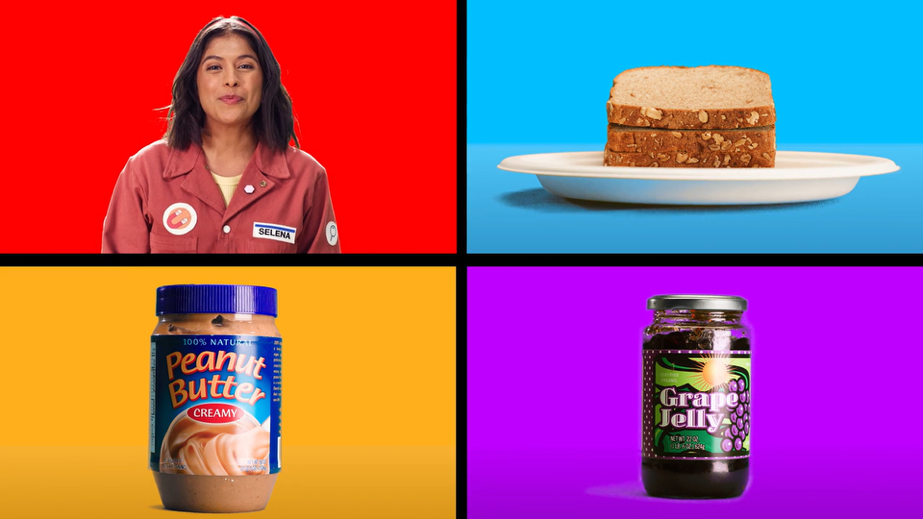 SELENA
100% NATURAL
Peanut
Butter
CREAMY
Grape
Jelly
NET WT 22 OZ